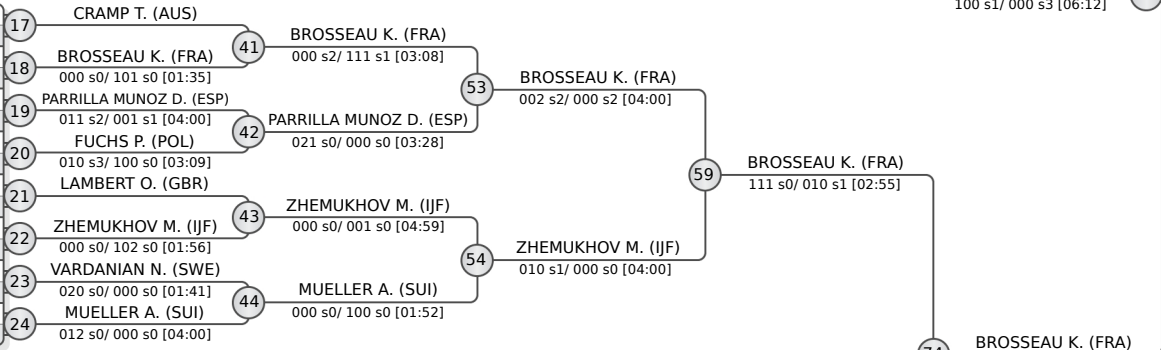 100 s1/ 000 s3 [06:12]
17
CRAMP T. (AUS)
18
BROSSEAU K. (FRA)
000 s0/ 101 s0 [01:35]
19
PARRILLA MUNOZ D. (ESP)
011 s2/ 001 s1 [04:00]
20
FUCHS P. (POL)
010 s3/ 100 s0 [03:09]
21
LAMBERT O. (GBR)
22
ZHEMUKHOV M. (IJF)
000 s0/ 102 s0 [01:56]
23
VARDANIAN N. (SWE)
020 s0/ 000 s0 [01:41]
24
MUELLER A. (SUI)
012 s0/ 000 s0 [04:00]
41
BROSSEAU K. (FRA)
000 s2/ 111 s1 [03:08]
42
PARRILLA MUNOZ D. (ESP)
021 s0/ 000 s0 [03:28]
43
ZHEMUKHOV M. (IJF)
000 s0/ 001 s0 [04:59]
44
MUELLER A. (SUI)
000 s0/ 100 s0 [01:52]
53
BROSSEAU K. (FRA)
002 s2/ 000 s2 [04:00]
54
ZHEMUKHOV M. (IJF)
010 s1/ 000 s0 [04:00]
59
BROSSEAU K. (FRA)
111 s0/ 010 s1 [02:55]
BROSSEAU K. (FRA)